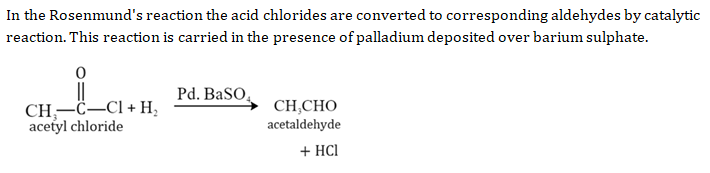 In the Rosenmund's reaction the acid chlorides are converted to corresponding aldehydes by catalytic
reaction. This reaction is carried in the presence of palladium deposited over barium sulphate.
O
CH₃—C—Cl + H₂
Pd. BaSO₄
CH₃CHO
acetyl chloride
acetaldehyde
+ HCl